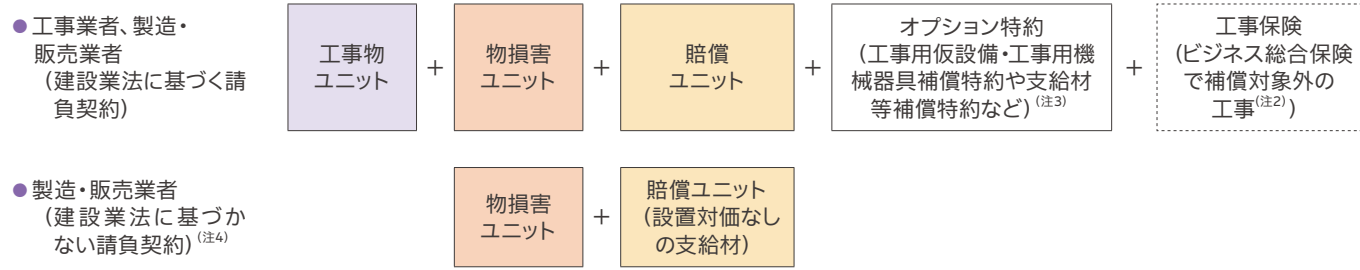 ●工事業者、製造・
販売業者
（建設業法に基づく請
負契約）
工事物
ユニット
＋
物損害
ユニット
＋
賠償
ユニット
＋
オプション特約
（工事用仮設備・工事用機
械器具補償特約や支給材
等補償特約など）(注3)
＋
工事保険
（ビジネス総合保険
で補償対象外の
工事(注2)）
●製造・販売業者
（建設業法に基づか
ない請負契約）(注4)
物損害
ユニット
＋
賠償ユニット
（設置対価なし
の支給材）